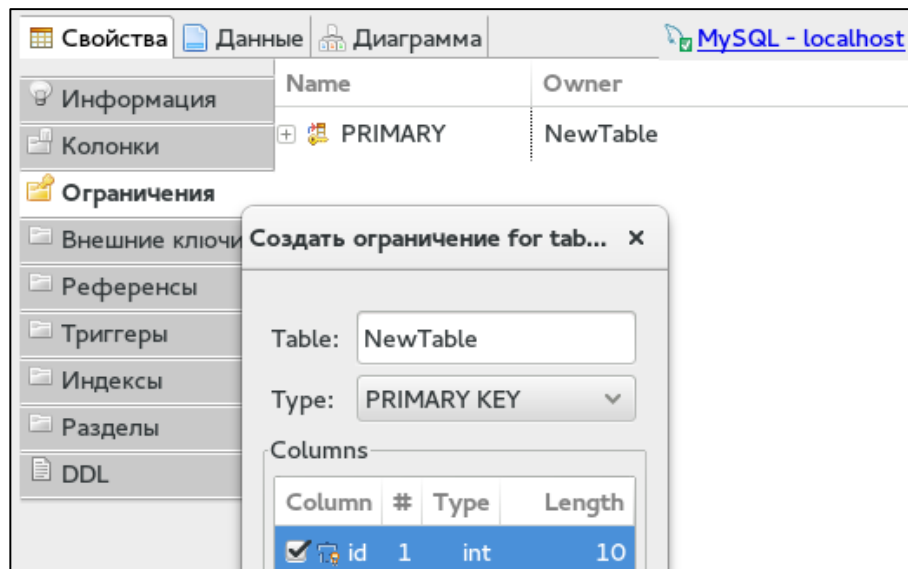 Свойства Данные Диаграмма MySQL - localhost
Name Owner
Информация
PRIMARY NewTable
Колонки
Ограничения
Внешние ключи
Создать ограничение for tab... ×
Референсы
Триггеры
Table: NewTable
Индексы
Type: PRIMARY KEY
Разделы
Columns
DDL
Column # Type Length
id 1 int 10